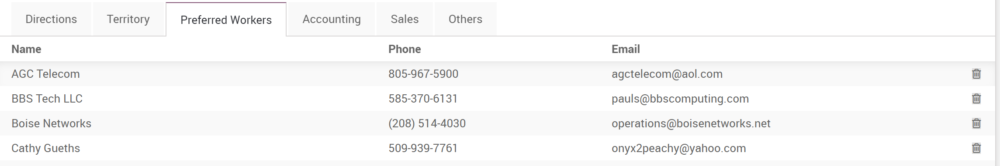 Directions Territory Preferred Workers Accounting Sales Others
Name Phone Email
AGC Telecom 805-967-5900 agctelecom@aol.com
BBS Tech LLC 585-370-6131 pauls@bbscomputing.com
Boise Networks (208) 514-4030 operations@boisenetworks.net
Cathy Gueths 509-939-7761 onyx2peachy@yahoo.com